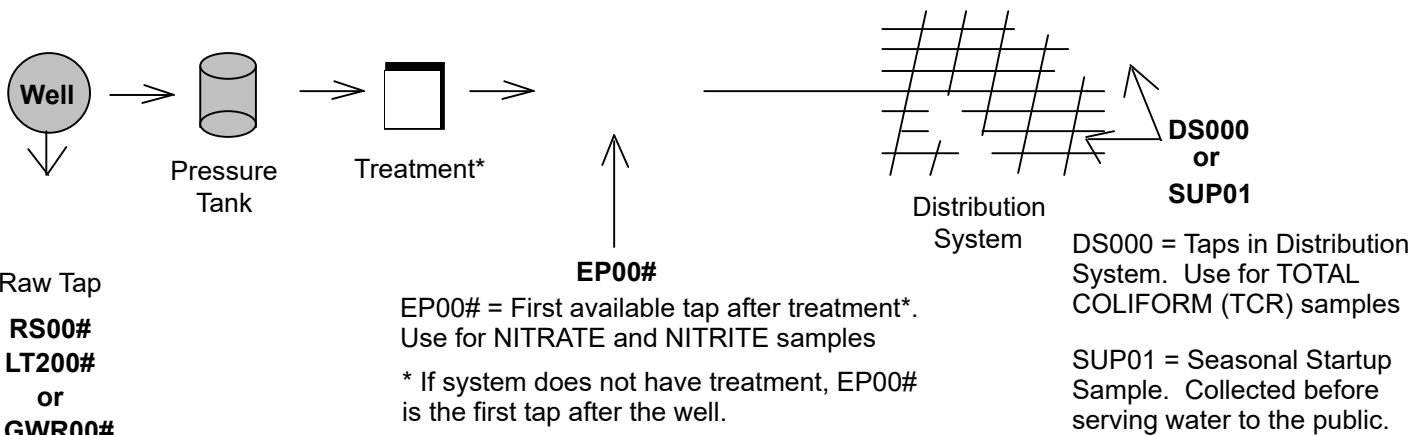 Well
Pressure
Tank
Treatment*
Distribution
System
DS000
or
SUP01
Raw Tap
RS00#
LT200#
or
GWR00#
EP00#
EP00# = First available tap after treatment*.
Use for NITRATE and NITRITE samples
* If system does not have treatment, EP00#
is the first tap after the well.
DS000 = Taps in Distribution
System. Use for TOTAL
COLIFORM (TCR) samples
SUP01 = Seasonal Startup
Sample. Collected before
serving water to the public.